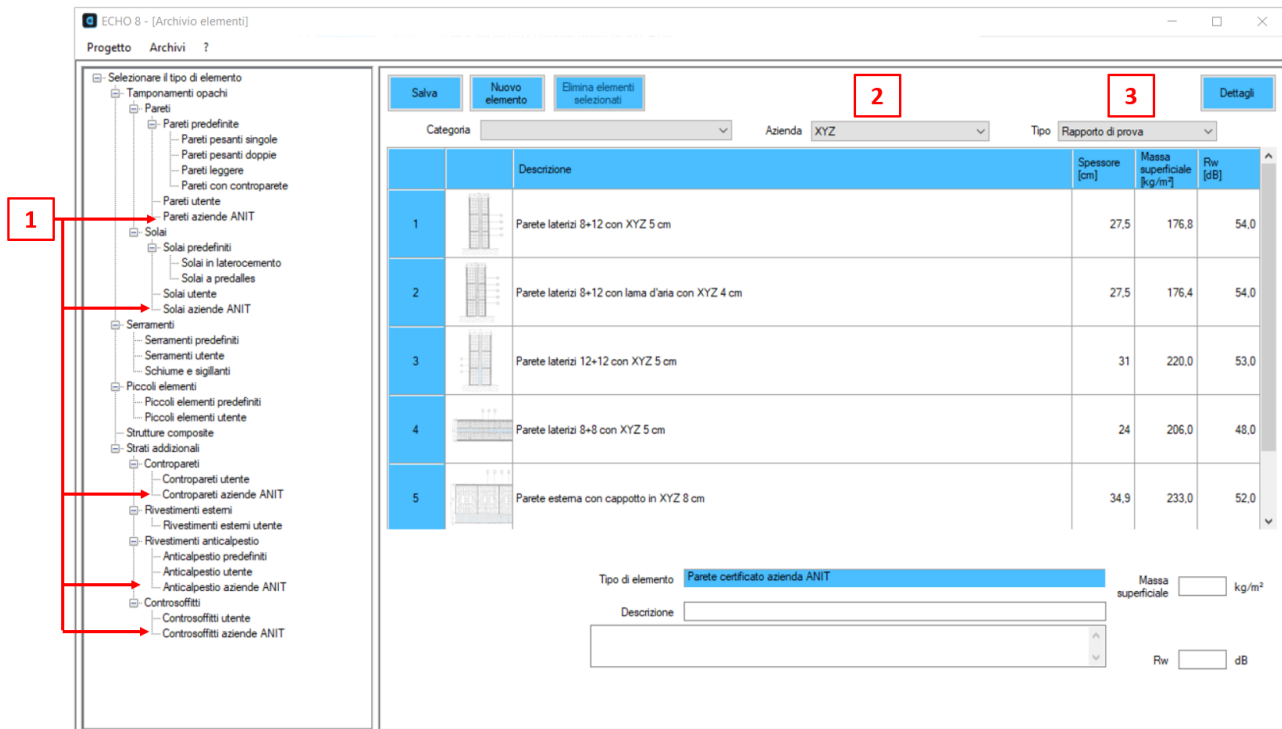 ECHO 8 - [Archivio elementi]
Progetto Archivi ?
1
Selezionare il tipo di elemento
Tamponamenti opachi
Pareti
Pareti predefinite
Pareti pesanti singole
Pareti pesanti doppie
Pareti leggere
Pareti con controparete
Pareti utente
Pareti aziende ANIT
Solai
Solai predefiniti
Solai in laterocemento
Solai a predalles
Solai utente
Solai aziende ANIT
Serramenti
Serramenti predefiniti
Serramenti utente
Schiume e sigillanti
Piccoli elementi
Piccoli elementi predefiniti
Piccoli elementi utente
Strutture composite
Strati addizionali
Contropareti
Contropareti utente
Contropareti aziende ANIT
Rivestimenti esterni
Rivestimenti esterni utente
Rivestimenti anticalpestio
Anticalpestio predefiniti
Anticalpestio utente
Anticalpestio aziende ANIT
Controsoffitti
Controsoffitti utente
Controsoffitti aziende ANIT
Salva
Nuovo
elemento
Elimina elementi
selezionati
2
3
Dettagli
Categoria
Azienda XYZ
Tipo Rapporto di prova
Descrizione
Spessore
[cm]
Massa
superficiale
[kg/m²]
Rw
[dB]
1 Parete laterizi 8+12 con XYZ 5 cm 27,5 176,8 54,0
2 Parete laterizi 8+12 con lama d'aria con XYZ 4 cm 27,5 176,4 54,0
3 Parete laterizi 12+12 con XYZ 5 cm 31 220,0 53,0
4 Parete laterizi 8+8 con XYZ 5 cm 24 206,0 48,0
5 Parete esterna con cappotto in XYZ 8 cm 34,9 233,0 52,0
Tipo di elemento Parete certificato azienda ANIT
Massa
superficiale kg/m²
Descrizione
Rw dB